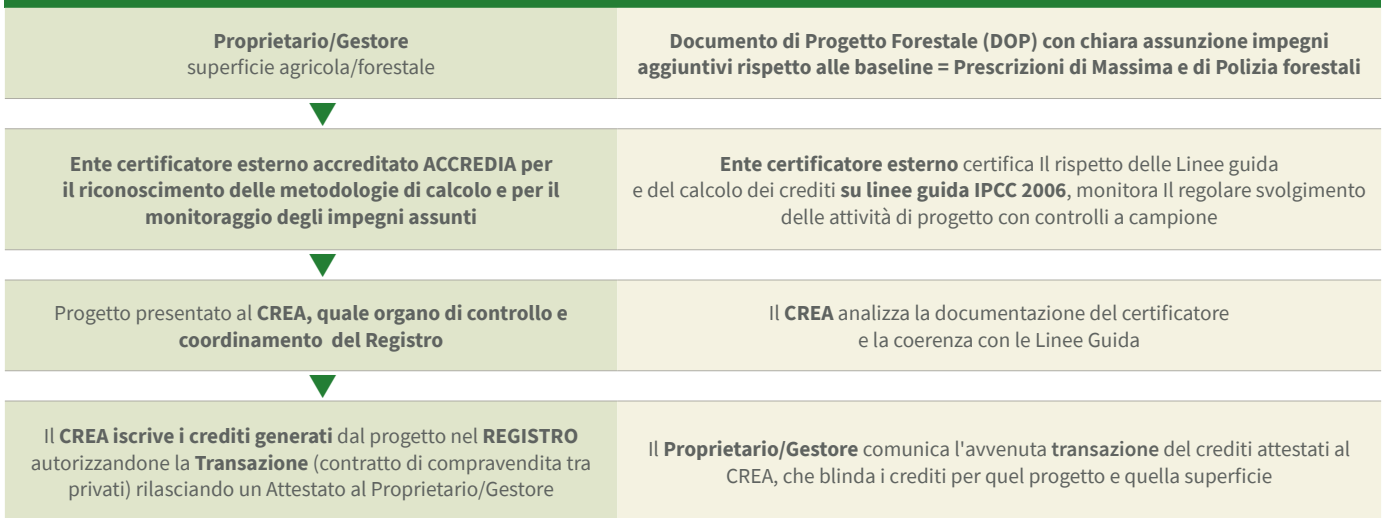 Proprietario/Gestore
superficie agricola/forestale
Documento di Progetto Forestale (DOP) con chiara assunzione impegni
aggiuntivi rispetto alle baseline = Prescrizioni di Massima e di Polizia forestali
Ente certificatore esterno accreditato ACCREDIA per
il riconoscimento delle metodologie di calcolo e per il
monitoraggio degli impegni assunti
Ente certificatore esterno certifica Il rispetto delle Linee guida
e del calcolo dei crediti su linee guida IPCC 2006, monitora Il regolare svolgimento
delle attività di progetto con controlli a campione
Progetto presentato al CREA, quale organo di controllo e
coordinamento del Registro
Il CREA analizza la documentazione del certificatore
e la coerenza con le Linee Guida
Il CREA iscrive i crediti generati dal progetto nel REGISTRO
autorizzandone la Transazione (contratto di compravendita tra
privati) rilasciando un Attestato al Proprietario/Gestore
Il Proprietario/Gestore comunica l'avvenuta transazione del crediti attestati al
CREA, che blinda i crediti per quel progetto e quella superficie